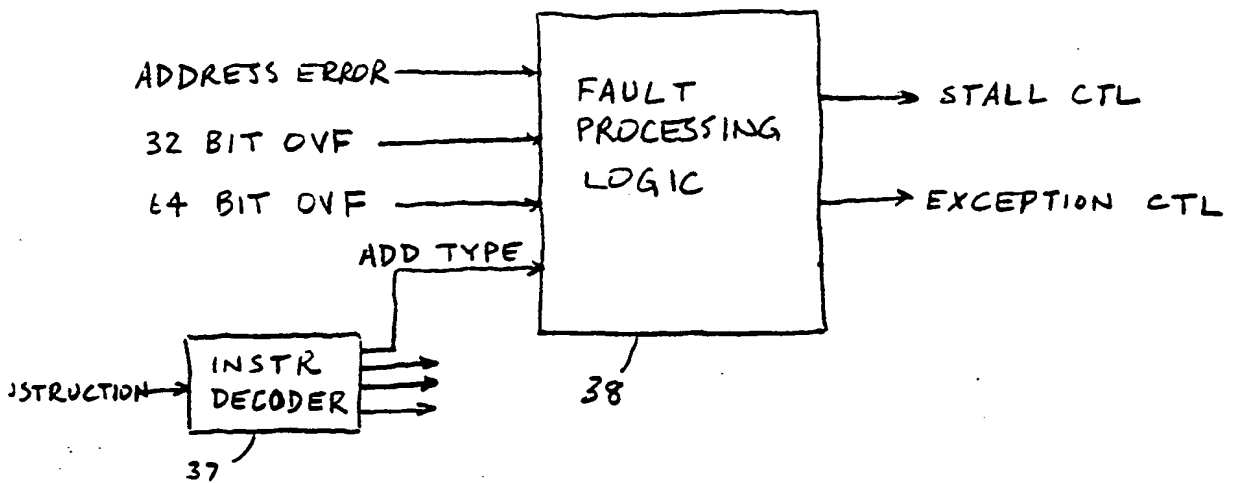 ADDRESS ERROR
32 BIT OVF
64 BIT OVF
ADD TYPE
FAULT
PROCESSING
LOGIC
STALL CTL
EXCEPTION CTL
38
STRUCTION
INSTR
DECODER
37